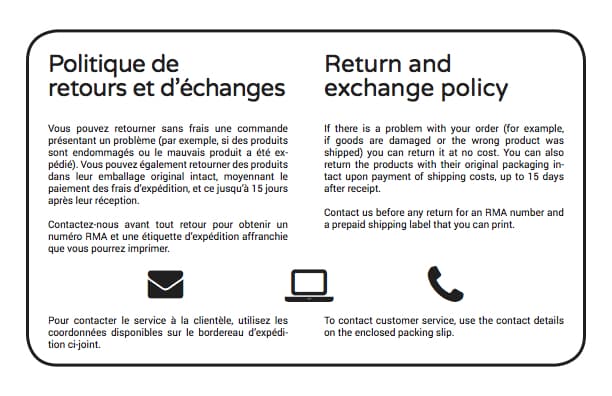 Politique de
retours et d'échanges
Vous pouvez retourner sans frais une commande
présentant un problème (par exemple, si des produits
sont endommagés ou le mauvais produit a été ex-
pédié). Vous pouvez également retourner des produits
dans leur emballage original intact, moyennant le
paiement des frais d'expédition, et ce jusqu'à 15 jours
après leur réception.
Contactez-nous avant tout retour pour obtenir un
numéro RMA et une étiquette d'expédition affranchie
que vous pourrez imprimer.
Pour contacter le service à la clientèle, utilisez les
coordonnées disponibles sur le bordereau d'expédi-
tion ci-joint.
Return and
exchange policy
If there is a problem with your order (for example,
if goods are damaged or the wrong product was
shipped) you can return it at no cost. You can also
return the products with their original packaging in-
tact upon payment of shipping costs, up to 15 days
after receipt.
Contact us before any return for an RMA number and
a prepaid shipping label that you can print.
To contact customer service, use the contact details
on the enclosed packing slip.